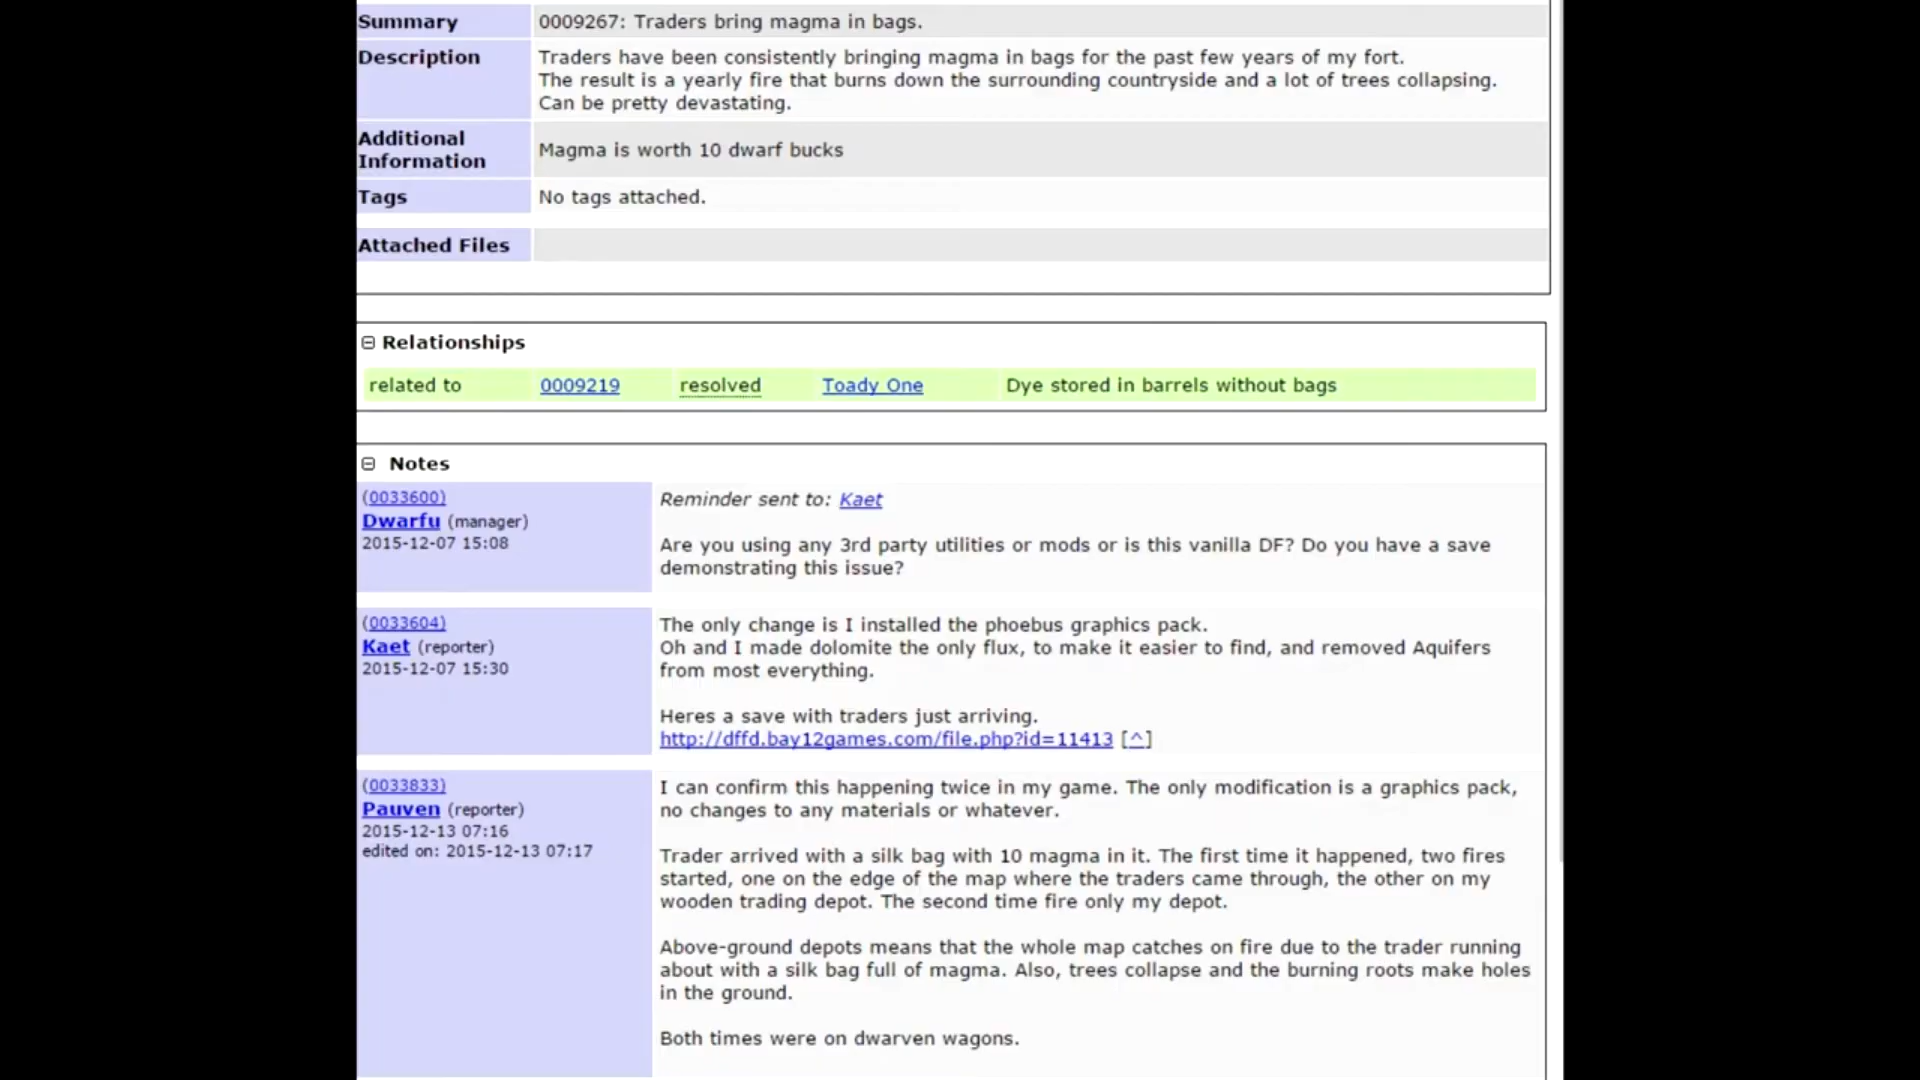 Summary 0009267: Traders bring magma in bags.
Description Traders have been consistently bringing magma in bags for the past few years of my fort.
The result is a yearly fire that burns down the surrounding countryside and a lot of trees collapsing.
Can be pretty devastating.
Additional
Information Magma is worth 10 dwarf bucks
Tags No tags attached.
Attached Files
Relationships
related to 0009219 resolved Toady One Dye stored in barrels without bags
Notes
(0033600)
Dwarfu (manager)
2015-12-07 15:08
Reminder sent to: Kaet
Are you using any 3rd party utilities or mods or is this vanilla DF? Do you have a save
demonstrating this issue?
(0033604)
Kaet (reporter)
2015-12-07 15:30
The only change is I installed the phoebus graphics pack.
Oh and I made dolomite the only flux, to make it easier to find, and removed Aquifers
from most everything.
Heres a save with traders just arriving.
http://dffd.bay12games.com/file.php?id=11413 [^]
(0033833)
Pauven (reporter)
2015-12-13 07:16
edited on: 2015-12-13 07:17
I can confirm this happening twice in my game. The only modification is a graphics pack,
no changes to any materials or whatever.
Trader arrived with a silk bag with 10 magma in it. The first time it happened, two fires
started, one on the edge of the map where the traders came through, the other on my
wooden trading depot. The second time fire only my depot.
Above-ground depots means that the whole map catches on fire due to the trader running
about with a silk bag full of magma. Also, trees collapse and the burning roots make holes
in the ground.
Both times were on dwarven wagons.